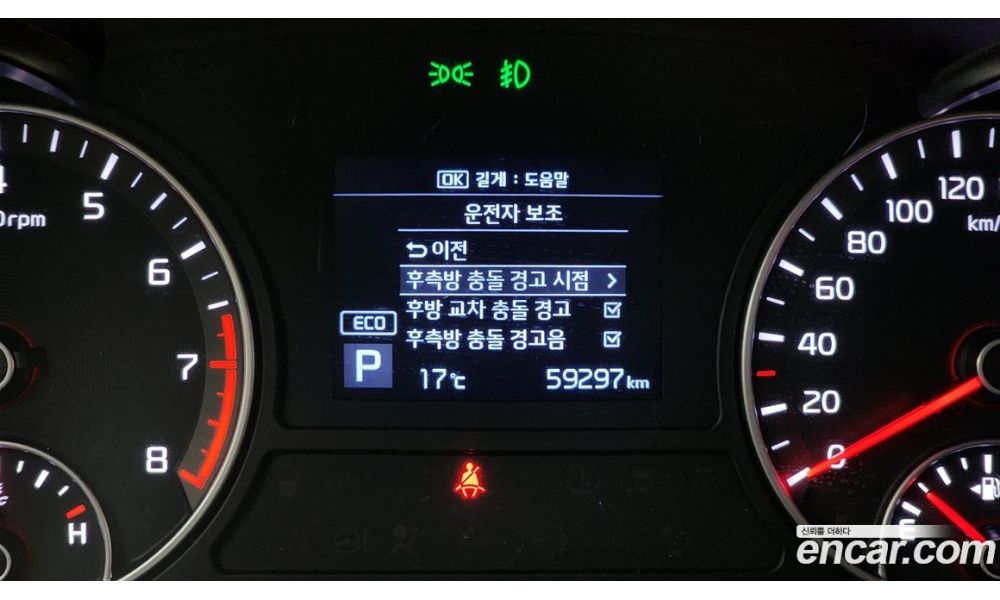 OK 길게 : 도움말
운전자 보조
이전
후측방 충돌 경고 시점 >
후방 교차 충돌 경고
후측방 충돌 경고음
ECO
P
17℃
59297 km
5
6
7
8
rpm
H
120
100
km/
80
60
40
20
0
E
신뢰를 더하다
encar.com